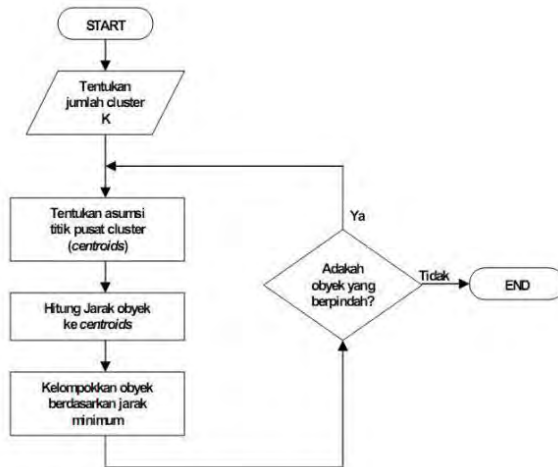 START
Tentukan
jumlah cluster
K
Tentukan asumsi
titik pusat cluster
(centroids)
Hitung Jarak obyek
ke centroids
Kelompokkan obyek
berdasarkan jarak
minimum
Ya
Adakah
obyek yang
berpindah?
Tidak
END